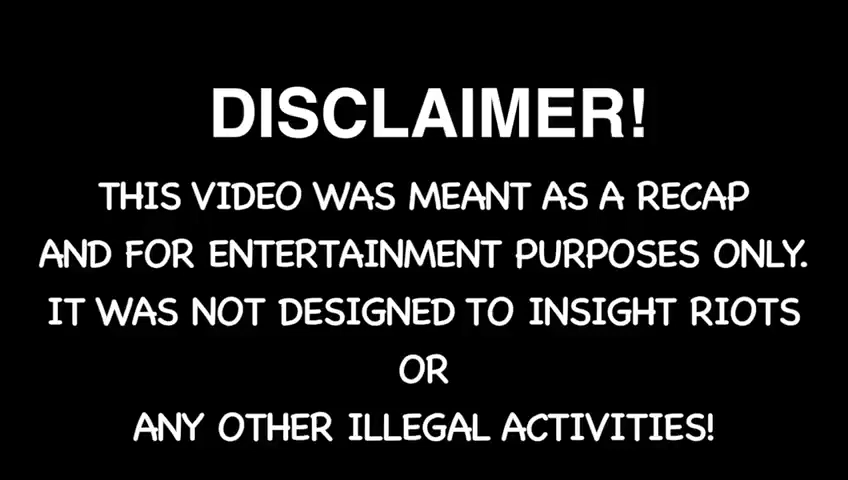 DISCLAIMER!
THIS VIDEO WAS MEANT AS A RECAP
AND FOR ENTERTAINMENT PURPOSES ONLY.
IT WAS NOT DESIGNED TO INSIGHT RIOTS
OR
ANY OTHER ILLEGAL ACTIVITIES!